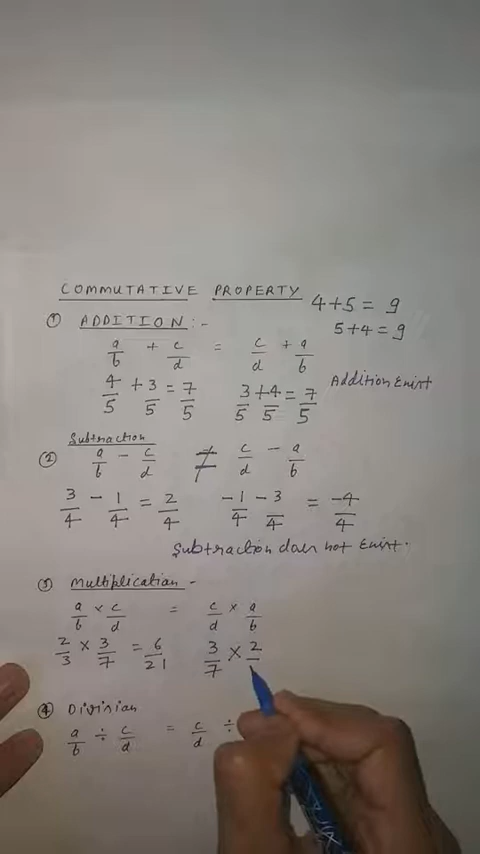 COMMUTATIVE PROPERTY 4+5 = 9
5+4 = 9
① ADDITION :-
a/b + c/d = c/d + a/b
4/5 + 3/5 = 7/5 3/5 + 4/5 = 7/5 Addition Exist
Subtraction
② a/b - c/d ≠ c/d - a/b
3/4 - 1/4 = 2/4 -1/4 - 3/4 = -4/4
Subtraction does not Exist.
③ Multiplication -
a/b × c/d = c/d × a/b
2/3 × 3/7 = 6/21 3/7 × 2/
④ Division
a/b ÷ c/d = c/d ÷